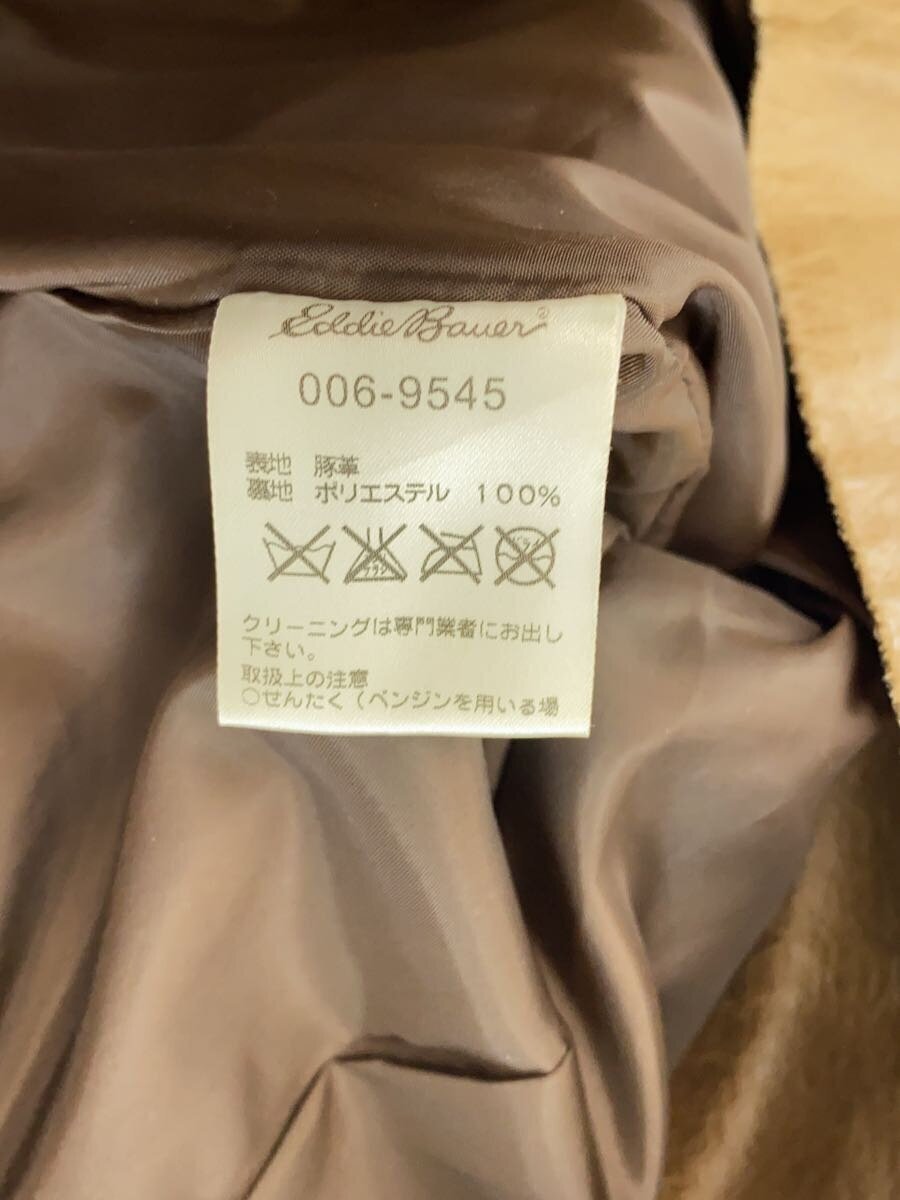 Eddie Bauer®
006-9545
表地 豚革
裏地 ポリエステル 100%
クリーニングは専門業者にお出し
下さい。
取扱上の注意
○せんたく（ベンジンを用いる場